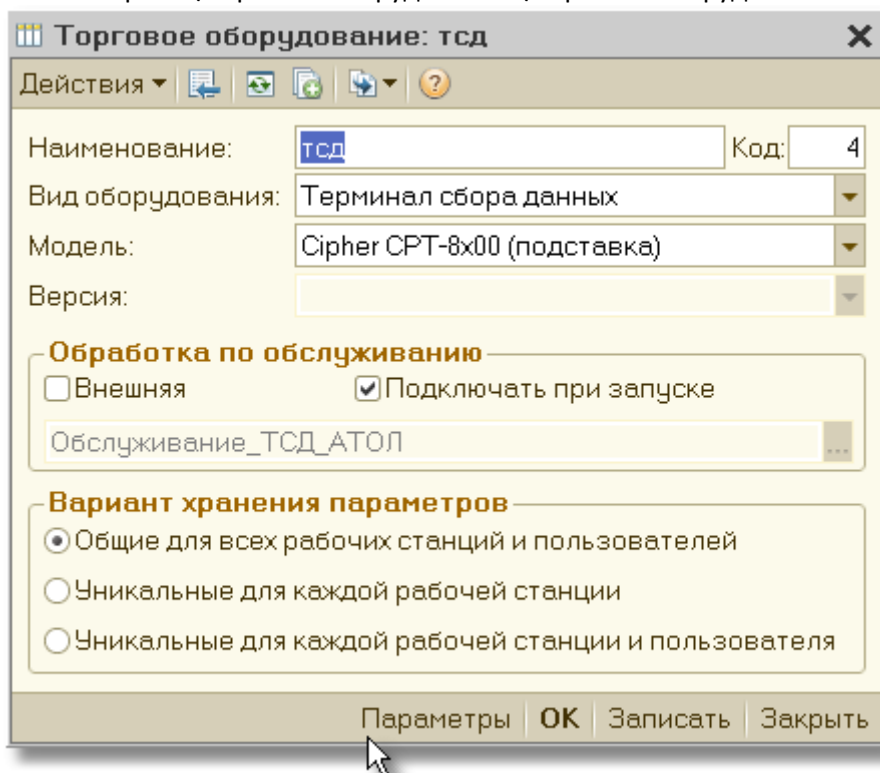 Торговое оборудование: тсд
Действия
Наименование: тсд Код: 4
Вид оборудования: Терминал сбора данных
Модель: Cipher CPT-8x00 (подставка)
Версия:
Обработка по обслуживанию
Внешняя Подключать при запуске
Обслуживание_ТСД_АТОЛ ...
Вариант хранения параметров
Общие для всех рабочих станций и пользователей
Уникальные для каждой рабочей станции
Уникальные для каждой рабочей станции и пользователя
Параметры OK Записать Закрыть